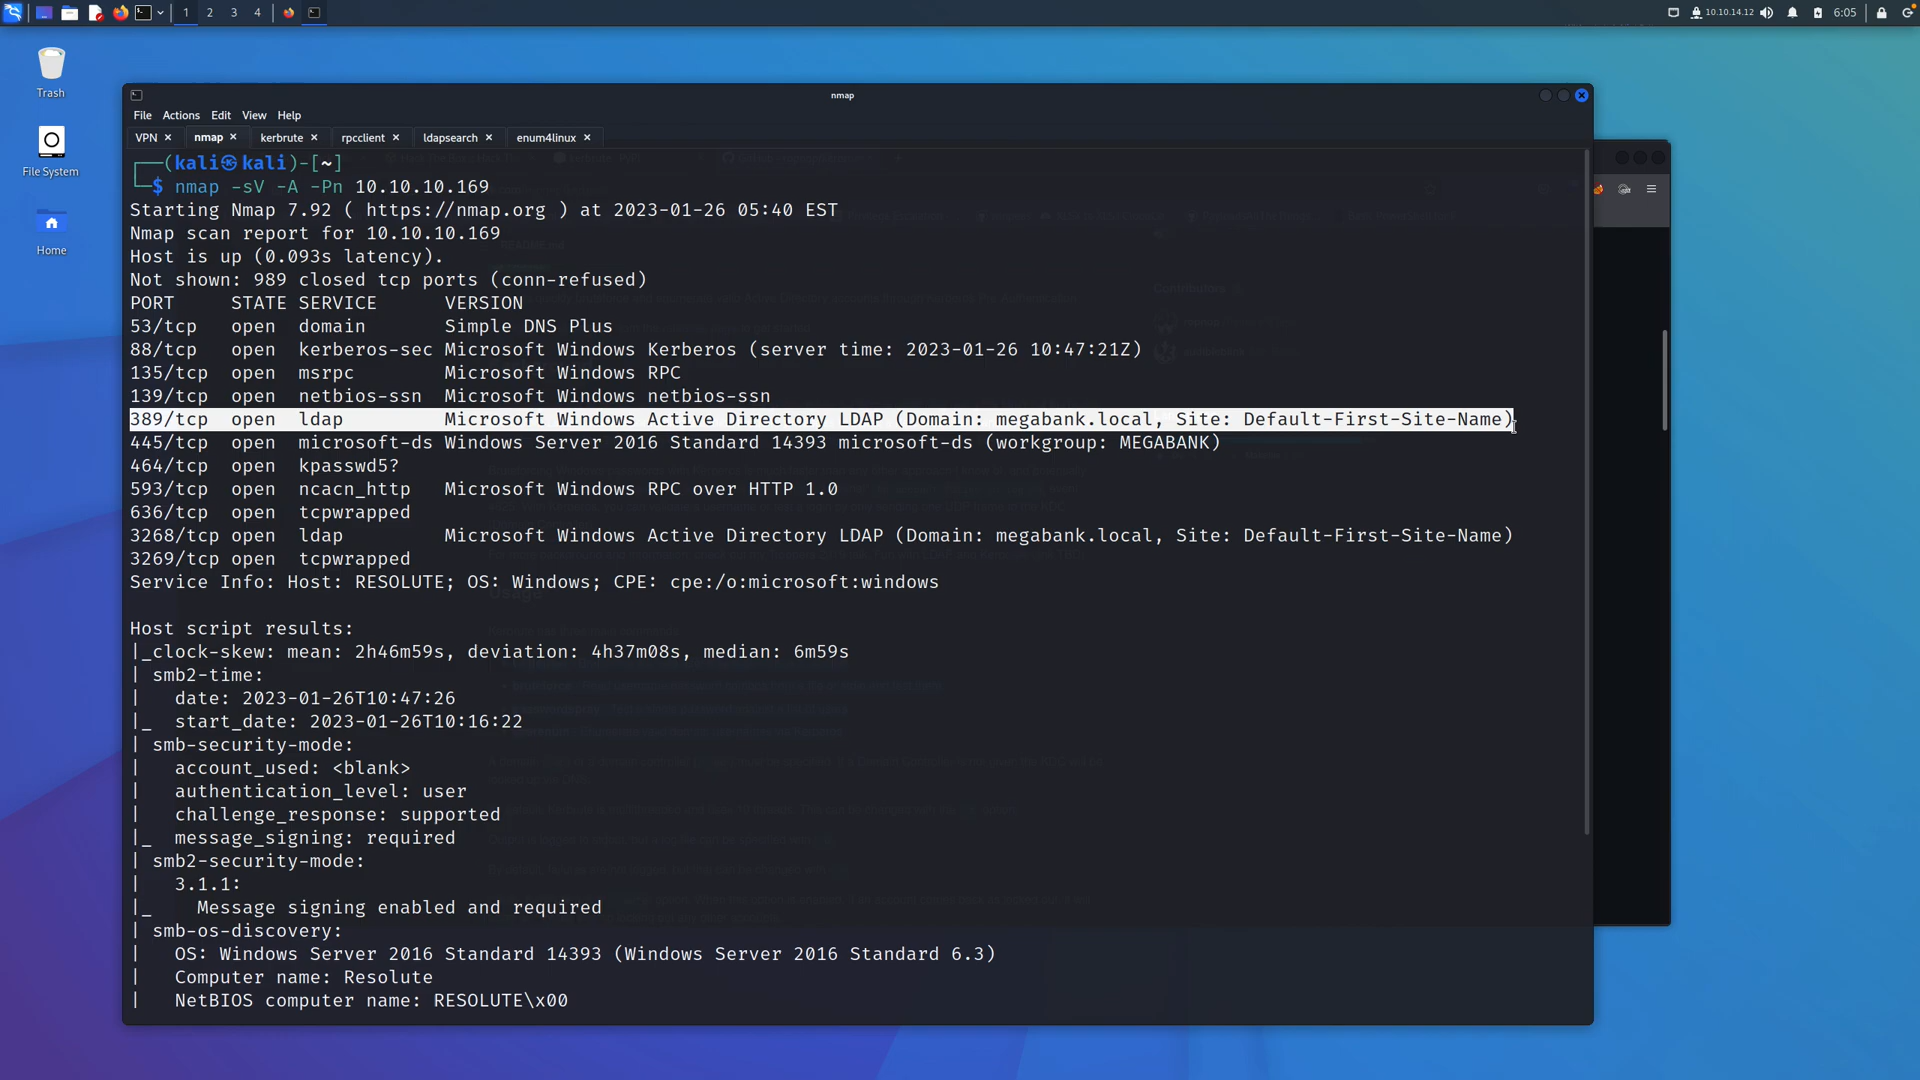 1 2 3 4
10.10.14.12
6:05
Trash
File System
Home
nmap
File Actions Edit View Help
VPN × nmap × kerbrute × rpcclient × ldapsearch × enum4linux ×
┌──(kali㉿kali)-[~]
└─$ nmap -sV -A -Pn 10.10.10.169
Starting Nmap 7.92 ( https://nmap.org ) at 2023-01-26 05:40 EST
Nmap scan report for 10.10.10.169
Host is up (0.093s latency).
Not shown: 989 closed tcp ports (conn-refused)
PORT     STATE SERVICE      VERSION
53/tcp   open  domain       Simple DNS Plus
88/tcp   open  kerberos-sec Microsoft Windows Kerberos (server time: 2023-01-26 10:47:21Z)
135/tcp  open  msrpc        Microsoft Windows RPC
139/tcp  open  netbios-ssn  Microsoft Windows netbios-ssn
389/tcp  open  ldap         Microsoft Windows Active Directory LDAP (Domain: megabank.local, Site: Default-First-Site-Name)
445/tcp  open  microsoft-ds Windows Server 2016 Standard 14393 microsoft-ds (workgroup: MEGABANK)
464/tcp  open  kpasswd5?
593/tcp  open  ncacn_http   Microsoft Windows RPC over HTTP 1.0
636/tcp  open  tcpwrapped
3268/tcp open  ldap         Microsoft Windows Active Directory LDAP (Domain: megabank.local, Site: Default-First-Site-Name)
3269/tcp open  tcpwrapped
Service Info: Host: RESOLUTE; OS: Windows; CPE: cpe:/o:microsoft:windows
Usage
Host script results:
|_clock-skew: mean: 2h46m59s, deviation: 4h37m08s, median: 6m59s
| smb2-time:
|   date: 2023-01-26T10:47:26
|_  start_date: 2023-01-26T10:16:22
| smb-security-mode:
|   account_used: <blank>
|   authentication_level: user
|   challenge_response: supported
|_  message_signing: required
| smb2-security-mode:
|   3.1.1:
|_    Message signing enabled and required
| smb-os-discovery:
|   OS: Windows Server 2016 Standard 14393 (Windows Server 2016 Standard 6.3)
|   Computer name: Resolute
|   NetBIOS computer name: RESOLUTE\x00